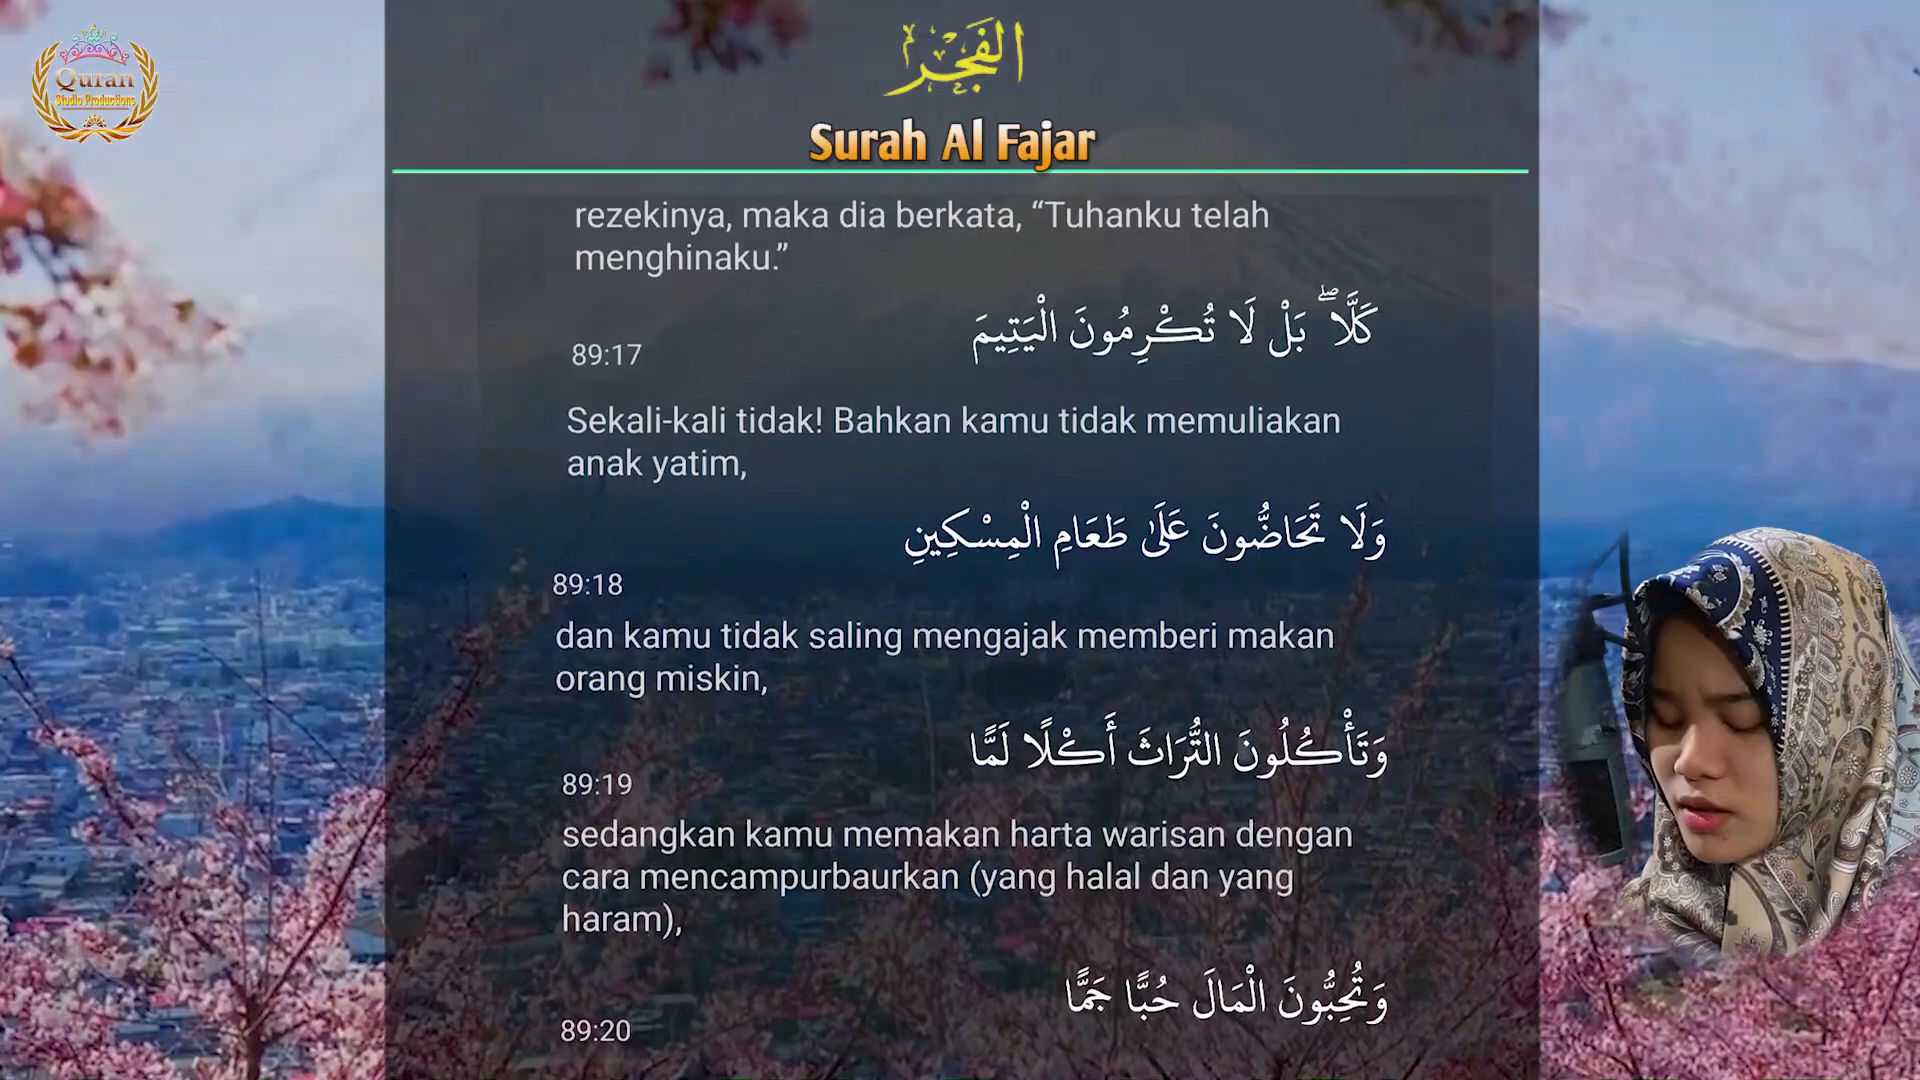 Quran
Studio Productions
الفجر
Surah Al Fajar
rezekinya, maka dia berkata, “Tuhanku telah
menghinaku.”
كَلَّا ۖ بَلْ لَا تُكْرِمُونَ الْيَتِيمَ
89:17
Sekali-kali tidak! Bahkan kamu tidak memuliakan
anak yatim,
وَلَا تَحَاضُّونَ عَلَىٰ طَعَامِ الْمِسْكِينِ
89:18
dan kamu tidak saling mengajak memberi makan
orang miskin,
وَتَأْكُلُونَ التُّرَاثَ أَكْلًا لَمًّا
89:19
sedangkan kamu memakan harta warisan dengan
cara mencampurbaurkan (yang halal dan yang
haram),
وَتُحِبُّونَ الْمَالَ حُبًّا جَمًّا
89:20